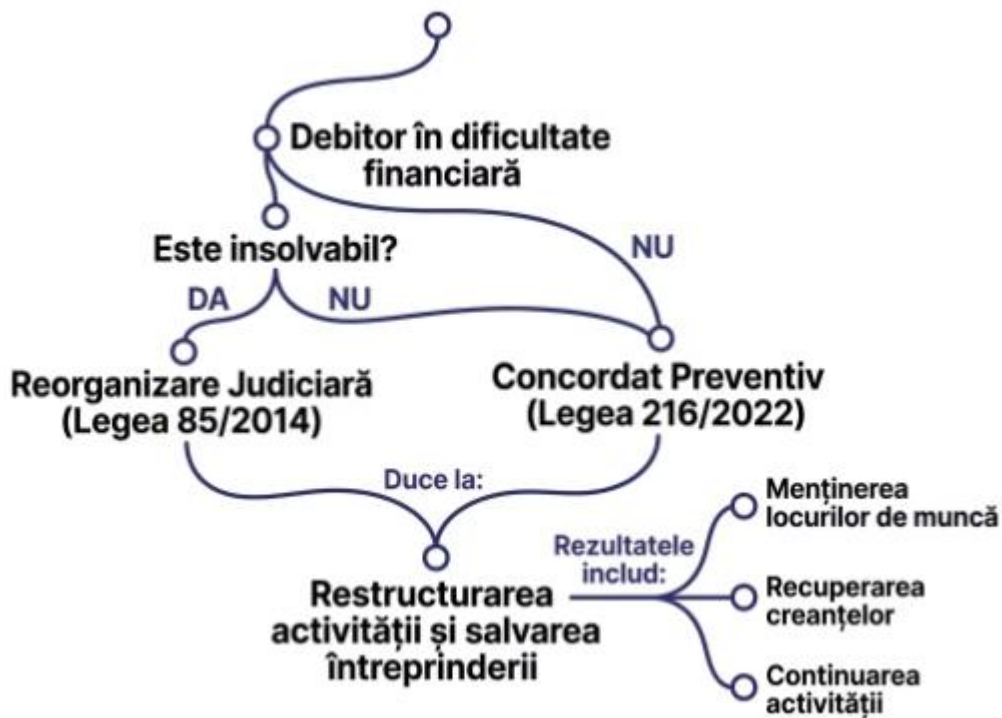 Debitor în dificultate
financiară
Este insolvabil?
NU
DA
NU
Reorganizare Judiciară
(Legea 85/2014)
Concordat Preventiv
(Legea 216/2022)
Duce la:
Restructurarea
activității și salvarea
întreprinderii
Rezultatele
includ:
Menținerea
locurilor de muncă
Recuperarea
creanțelor
Continuarea
activității